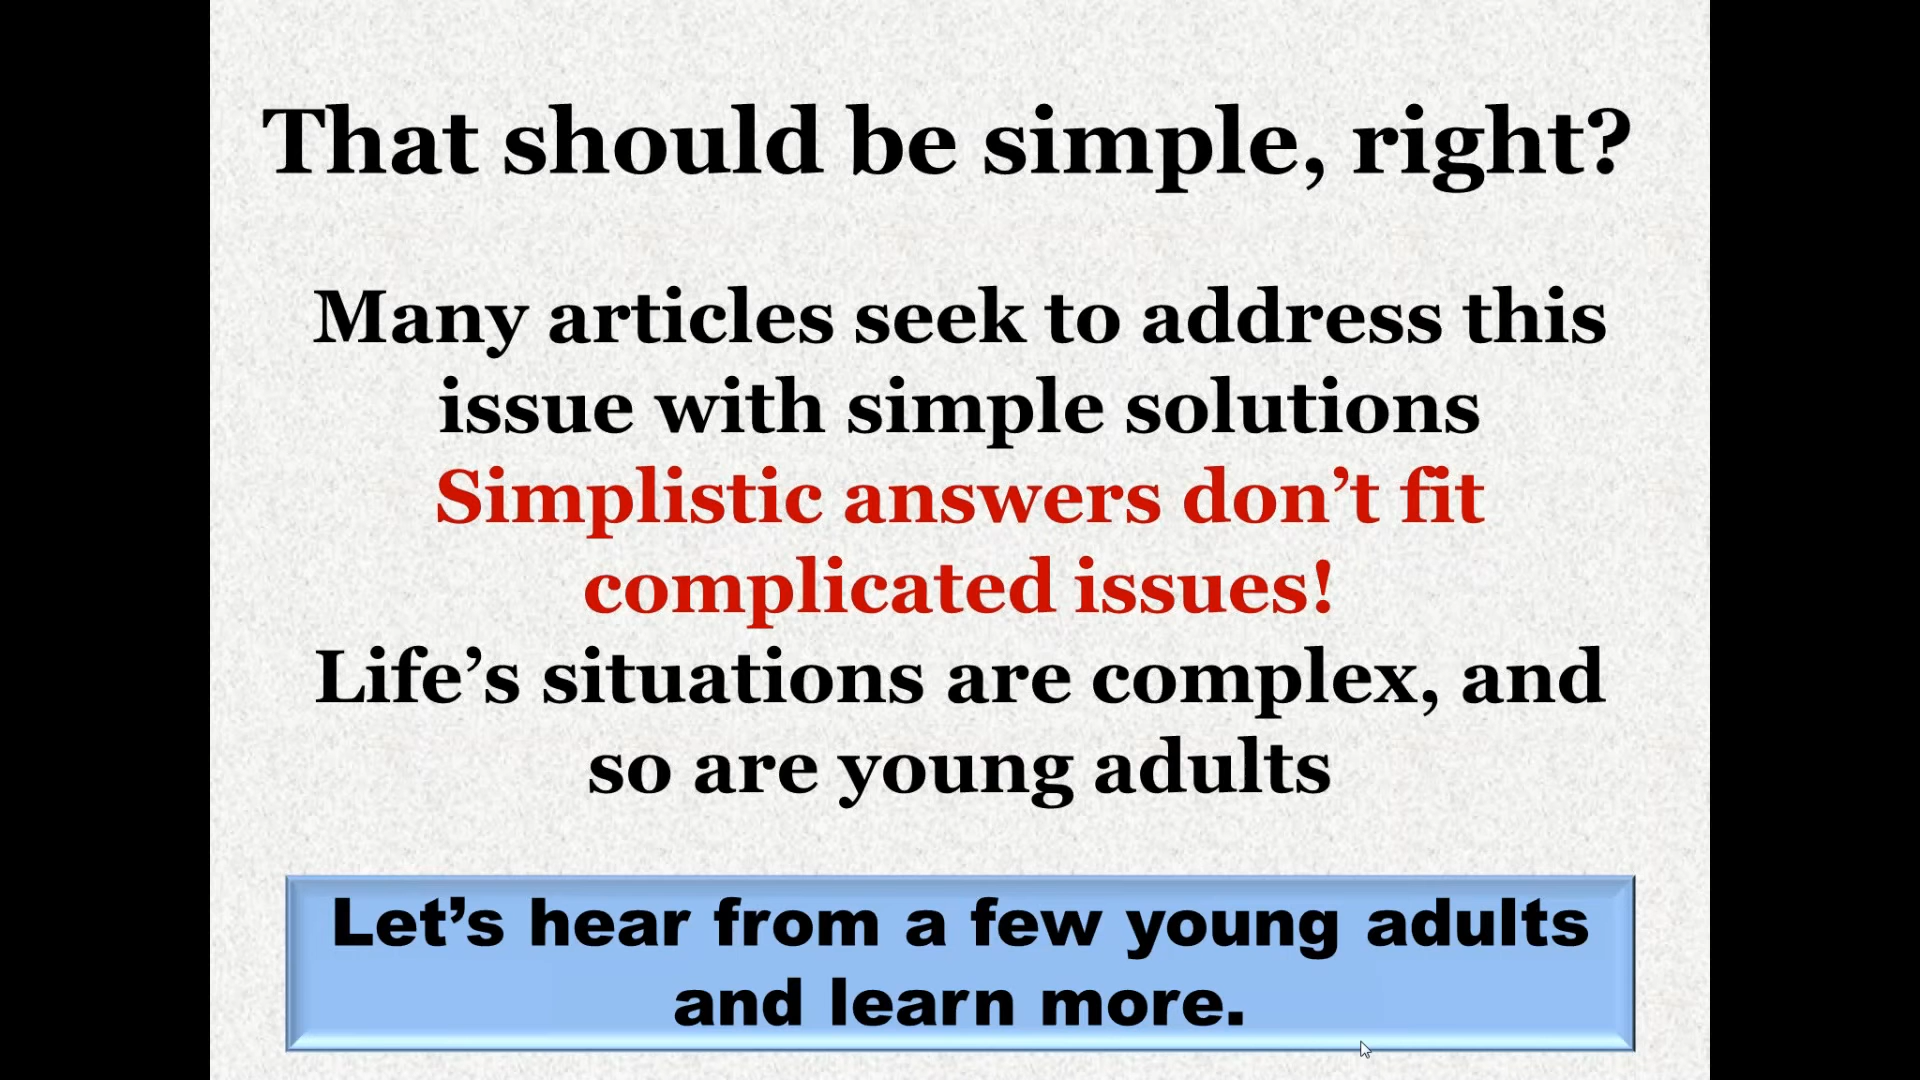 That should be simple, right?
Many articles seek to address this
issue with simple solutions
Simplistic answers don’t fit
complicated issues!
Life’s situations are complex, and
so are young adults
Let’s hear from a few young adults
and learn more.